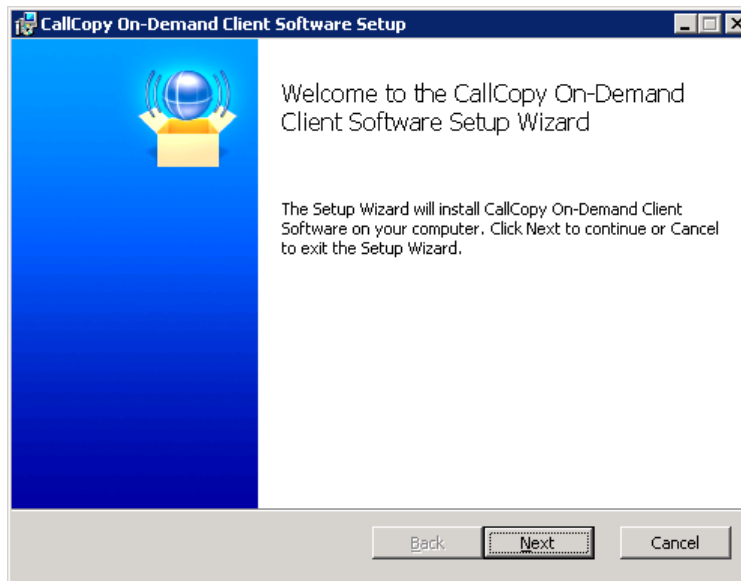 CallCopy On-Demand Client Software Setup
Welcome to the CallCopy On-Demand
Client Software Setup Wizard
The Setup Wizard will install CallCopy On-Demand Client
Software on your computer. Click Next to continue or Cancel
to exit the Setup Wizard.
Back Next Cancel